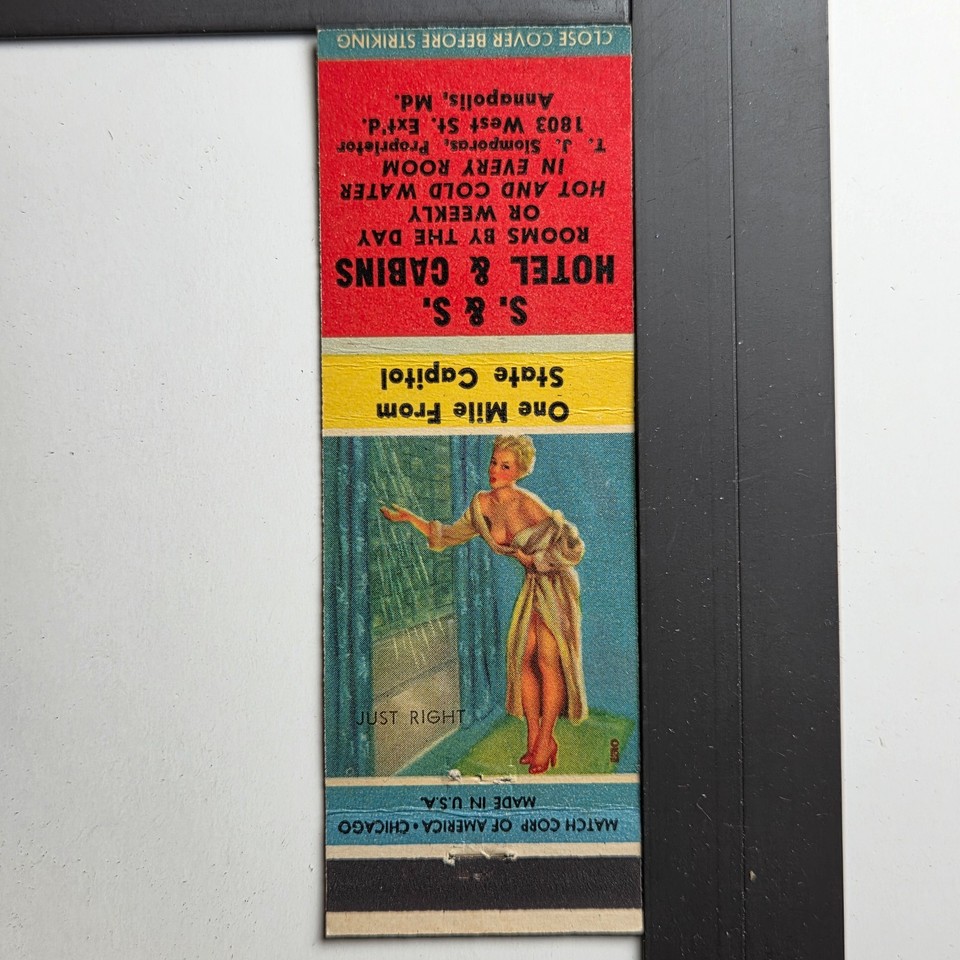 CLOSE COVER BEFORE STRIKING
S. & S.
HOTEL & CABINS
ROOMS BY THE DAY
OR WEEKLY
HOT AND COLD WATER
IN EVERY ROOM
T. J. Slomporas, Proprietor
1803 West St. Ext'd.
Annapolis, Md.
One Mile From
State Capitol
JUST RIGHT
MATCH CORP OF AMERICA • CHICAGO
MADE IN U.S.A.